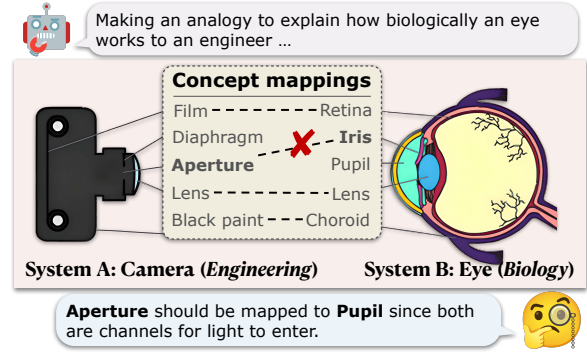 Making an analogy to explain how biologically an eye
works to an engineer ...
Concept mappings
Film Retina
Diaphragm Iris
Aperture Pupil
Lens Lens
Black paint Choroid
System A: Camera (Engineering) System B: Eye (Biology)
Aperture should be mapped to Pupil since both
are channels for light to enter.